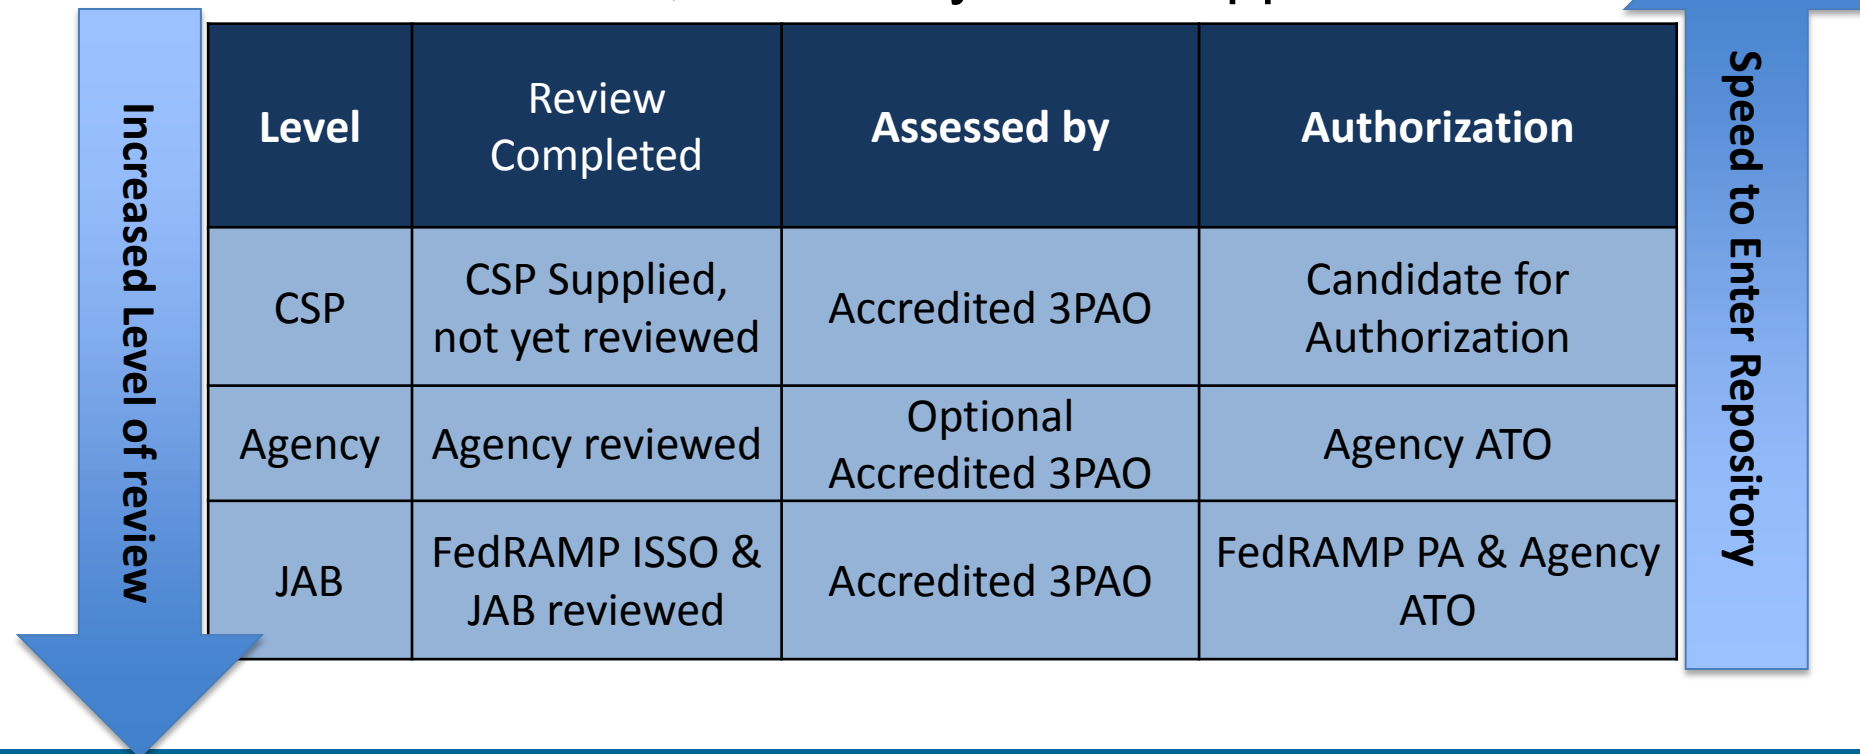 Increased Level of review
Level
Review
Completed
Assessed by
Authorization
CSP
CSP Supplied,
not yet reviewed
Accredited 3PAO
Candidate for
Authorization
Agency
Agency reviewed
Optional
Accredited 3PAO
Agency ATO
JAB
FedRAMP ISSO &
JAB reviewed
Accredited 3PAO
FedRAMP PA & Agency
ATO
Speed to Enter Repository